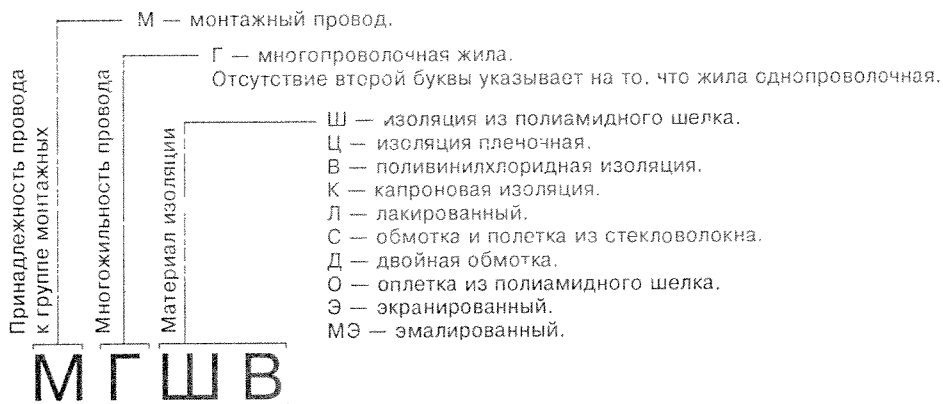 М — монтажный провод.
Г — многопроволочная жила.
Отсутствие второй буквы указывает на то, что жила однопроволочная.
Принадлежность провода
к группе монтажных
Многожильность провода
Материал изоляции
Ш — изоляция из полиамидного шелка.
Ц — изоляция пленочная.
В — поливинилхлоридная изоляция.
К — капроновая изоляция.
Л — лакированный.
С — обмотка и полетка из стекловолокна.
Д — двойная обмотка.
О — оплетка из полиамидного шелка.
Э — экранированный.
МЭ — эмалированный.
МГШВ